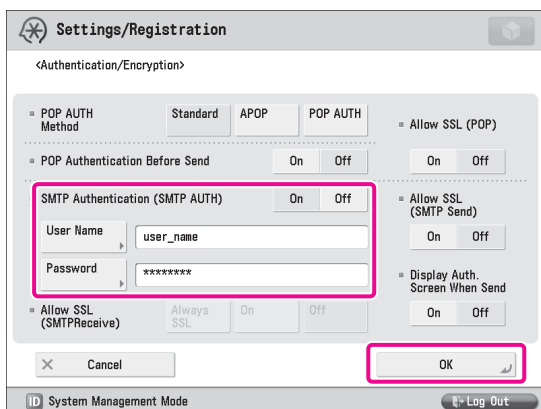 Settings/Registration
<Authentication/Encryption>
POP AUTH Method
Standard APOP POP AUTH
Allow SSL (POP)
On Off
POP Authentication Before Send
On Off
SMTP Authentication (SMTP AUTH)
On Off
User Name
user_name
Password
********
Allow SSL
(SMTP Send)
On Off
Display Auth.
Screen When Send
On Off
Allow SSL
(SMTPReceive)
Always
SSL
On Off
Cancel
OK
ID System Management Mode
Log Out